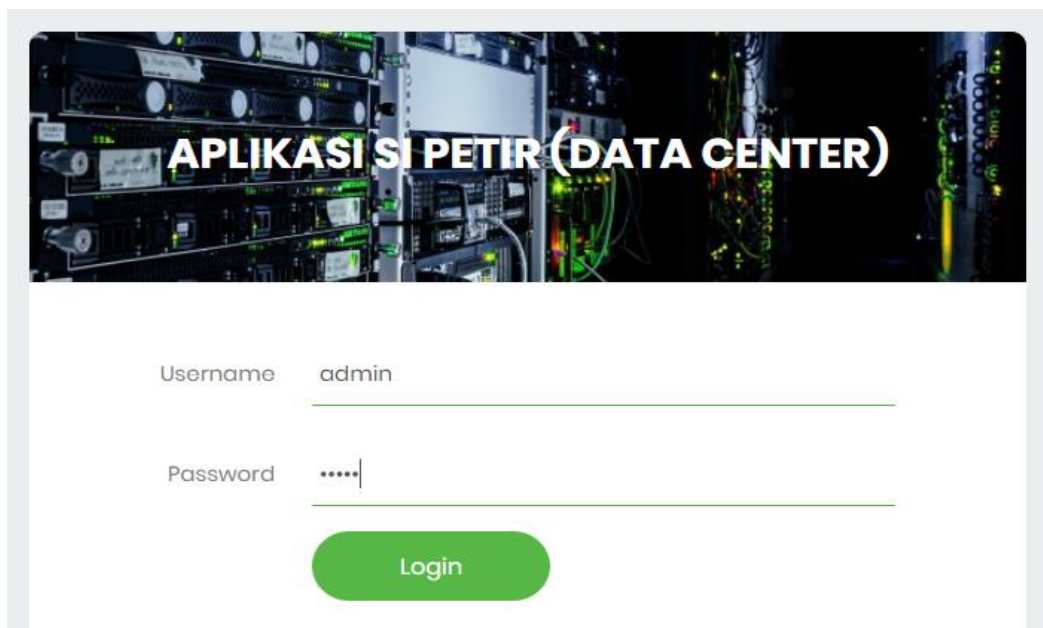 APLIKASI SI PETIR (DATA CENTER)
Username admin
Password •••••
Login